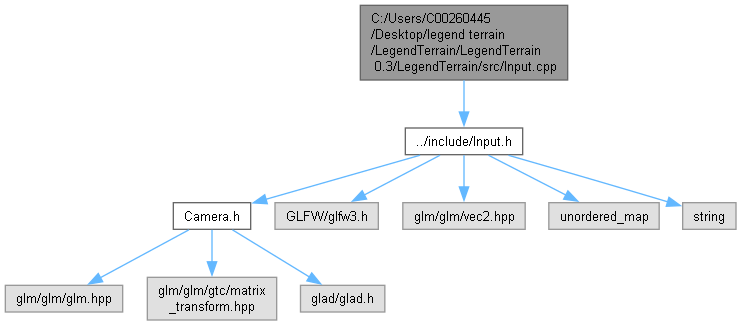 C:/Users/C00260445
/Desktop/legend terrain
/LegendTerrain/LegendTerrain
0.3/LegendTerrain/src/Input.cpp
../include/Input.h
Camera.h
GLFW/glfw3.h
glm/glm/vec2.hpp
unordered_map
string
glm/glm/glm.hpp
glm/glm/gtc/matrix
_transform.hpp
glad/glad.h